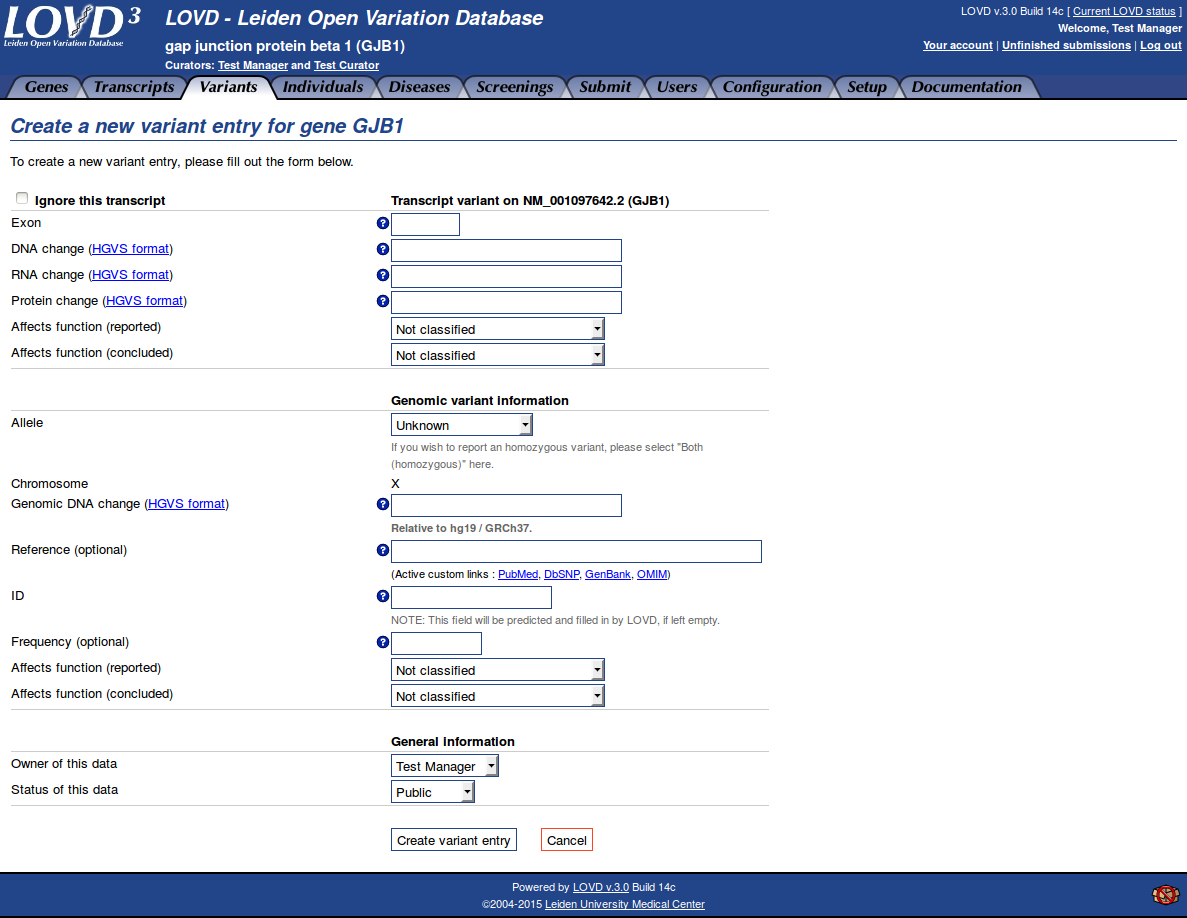 LOVD 3
Leiden Open Variation Database
LOVD - Leiden Open Variation Database
gap junction protein beta 1 (GJB1)
Curators: Test Manager and Test Curator
LOVD v.3.0 Build 14c [ Current LOVD status ]
Welcome, Test Manager
Your account | Unfinished submissions | Log out
Genes Transcripts Variants Individuals Diseases Screenings Submit Users Configuration Setup Documentation
Create a new variant entry for gene GJB1
To create a new variant entry, please fill out the form below.
Ignore this transcript Transcript variant on NM_001097642.2 (GJB1)
Exon ?
DNA change (HGVS format) ?
RNA change (HGVS format) ?
Protein change (HGVS format) ?
Affects function (reported) Not classified
Affects function (concluded) Not classified
Genomic variant information
Allele Unknown
If you wish to report an homozygous variant, please select "Both
(homozygous)" here.
Chromosome X
Genomic DNA change (HGVS format) ?
Relative to hg19 / GRCh37.
Reference (optional) ?
(Active custom links : PubMed, DbSNP, GenBank, OMIM)
ID ?
NOTE: This field will be predicted and filled in by LOVD, if left empty.
Frequency (optional) ?
Affects function (reported) Not classified
Affects function (concluded) Not classified
General information
Owner of this data Test Manager
Status of this data Public
Create variant entry Cancel
Powered by LOVD v.3.0 Build 14c
©2004-2015 Leiden University Medical Center